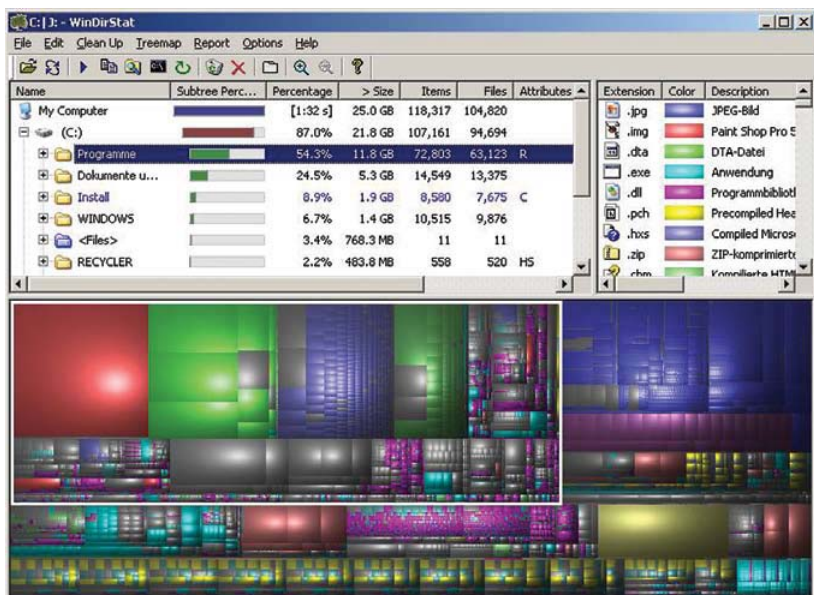 C:|J: - WinDirStat
File Edit Clean Up Treemap Report Options Help
Name Subtree Perc... Percentage > Size Items Files Attributes
My Computer [1:32 s] 25.0 GB 118,317 104,820
(C:) 87.0% 21.8 GB 107,161 94,694
Programme 54.3% 11.8 GB 72,803 63,123 R
Dokumente u... 24.5% 5.3 GB 14,549 13,375
Install 8.9% 1.9 GB 8,580 7,675 C
WINDOWS 6.7% 1.4 GB 10,515 9,876
<Files> 3.4% 768.3 MB 11 11
RECYCLER 2.2% 483.8 MB 558 520 HS
Extension Color Description
.jpg JPEG-Bild
.img Paint Shop Pro 5
.dta DTA-Datei
.exe Anwendung
.dll Programmbiblioth
.pch Precompiled Hea
.hxs Compiled Micros
.zip ZIP-komprimierte
.chm Kompilierte HTM